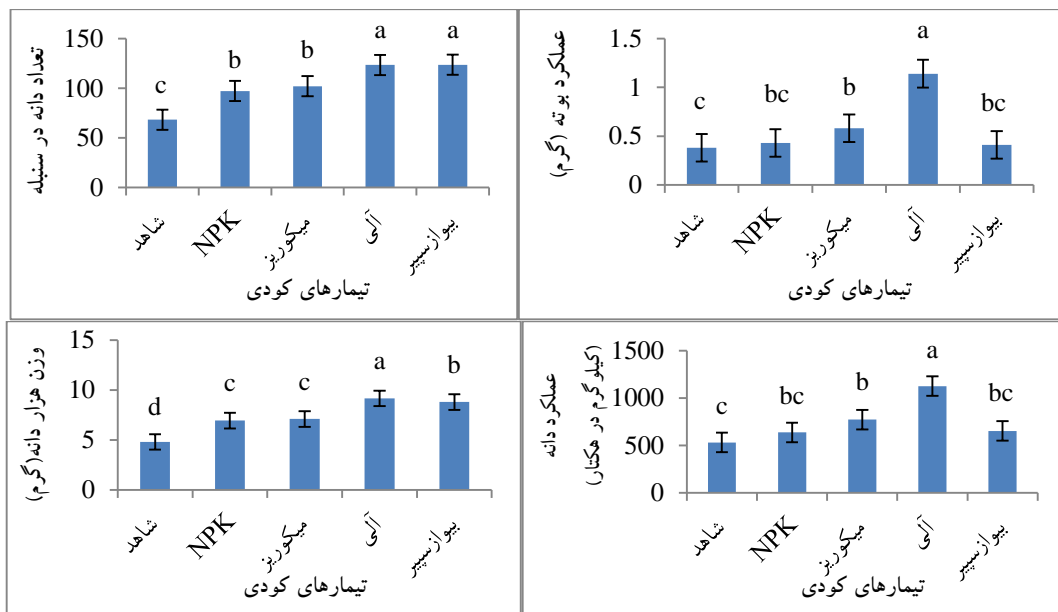 تعداد دانه در سنبله
150
100
50
0
c
b
b
a
a
شاهد
NPK
میکوریز
آلی
بیوازسپیر
تیمارهای کودی
عملکرد بوته (گرم)
1.5
1
0.5
0
c
bc
b
a
bc
شاهد
NPK
میکوریز
آلی
بیوازسپیر
تیمارهای کودی
وزن هزار دانه(گرم)
15
10
5
0
d
c
c
a
b
شاهد
NPK
میکوریز
آلی
بیوازسپیر
تیمارهای کودی
عملکرد دانه
(کیلوگرم در هکتار)
1500
1000
500
0
c
bc
b
a
bc
شاهد
NPK
میکوریز
آلی
بیوازسپیر
تیمارهای کودی